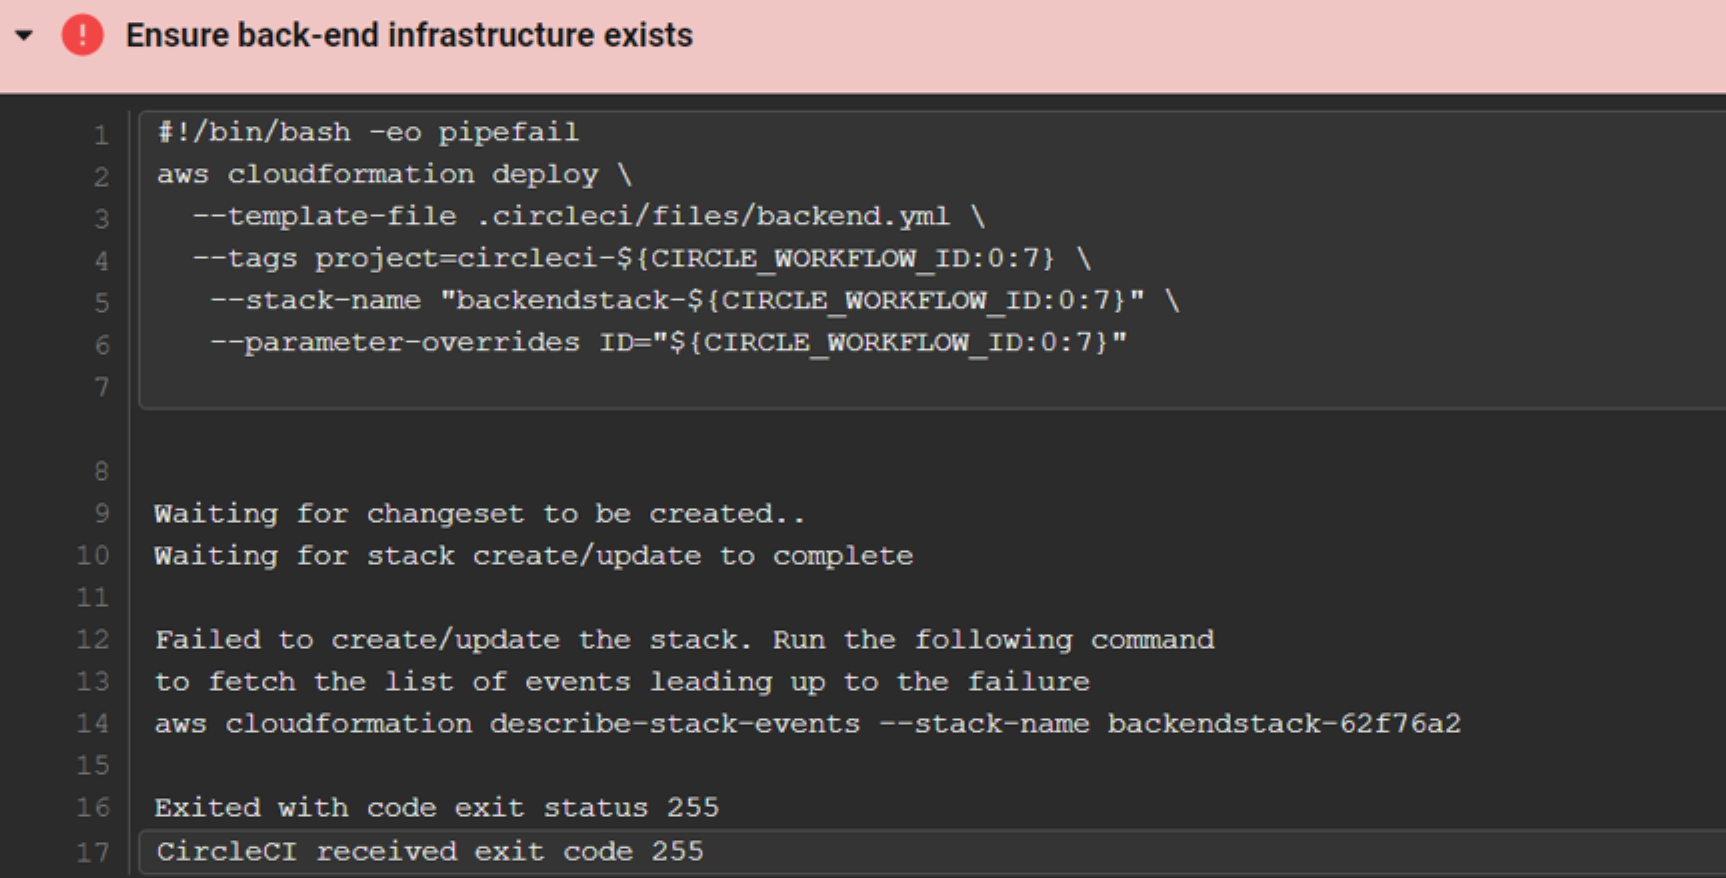 Ensure back-end infrastructure exists
1 #!/bin/bash -eo pipefail
2 aws cloudformation deploy \
3   --template-file .circleci/files/backend.yml \
4   --tags project=circleci-${CIRCLE_WORKFLOW_ID:0:7} \
5    --stack-name "backendstack-${CIRCLE_WORKFLOW_ID:0:7}" \
6    --parameter-overrides ID="${CIRCLE_WORKFLOW_ID:0:7}"
7
8
9 Waiting for changeset to be created..
10 Waiting for stack create/update to complete
11
12 Failed to create/update the stack. Run the following command
13 to fetch the list of events leading up to the failure
14 aws cloudformation describe-stack-events --stack-name backendstack-62f76a2
15
16 Exited with code exit status 255
17 CircleCI received exit code 255